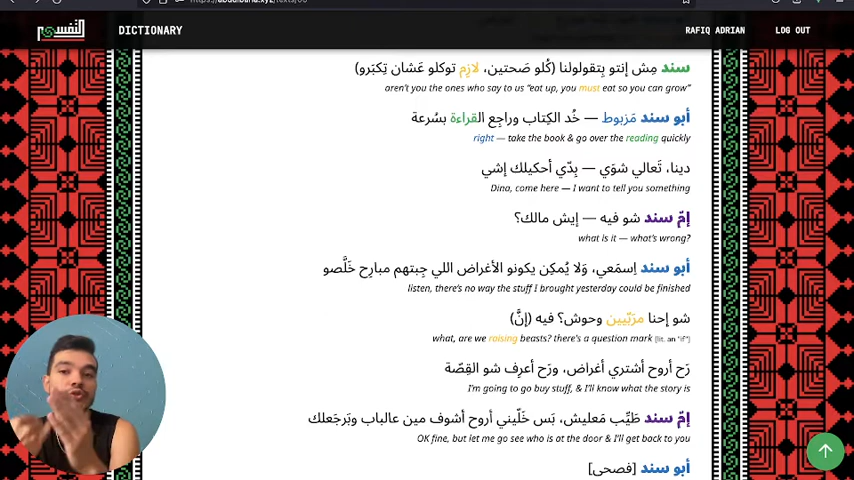 DICTIONARY
RAFIQ ADRIAN
LOG OUT
سند مِش إنتو بِتقولولنا (كُلو صَحتين، لازِم توكلو عَشان تِكبَرو)
aren't you the ones who say to us "eat up, you must eat so you can grow"
أبو سند مَزبوط — خُد الكِتاب وراجِع القراءة بسُرعة
right — take the book & go over the reading quickly
دينا، تَعالي شوَي — بِدّي أحكيلك إشي
Dina, come here — I want to tell you something
إمّ سند شو فيه — إيش مالك؟
what is it — what's wrong?
أبو سند اِسمَعي، وَلا يُمكِن يكونو الأغراض اللي جِبتهم مبارِح خَلَّصو
listen, there's no way the stuff I brought yesterday could be finished
شو إحنا مرَبّيين وحوش؟ فيه (إنَّ)
what, are we raising beasts? there's a question mark [lit. an "if"]
رَح أروح أشتري أغراض، ورَح أعرِف شو القِصّة
I'm going to go buy stuff, & I'll know what the story is
إمّ سند طَيِّب مَعليش، بَس خَلّيني أروح أشوف مين عالباب وبَرجَعلك
OK fine, but let me go see who is at the door & I'll get back to you
أبو سند [فصحى]